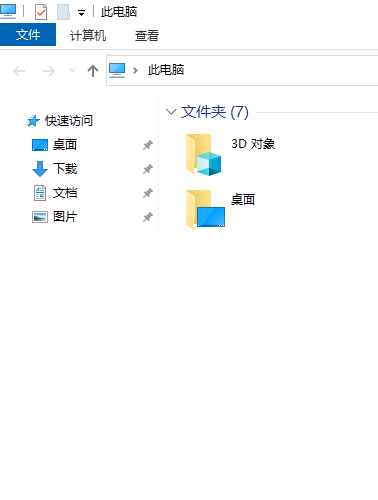 此电脑
文件 计算机 查看
此电脑
快速访问
桌面
下载
文档
图片
文件夹 (7)
3D 对象
桌面